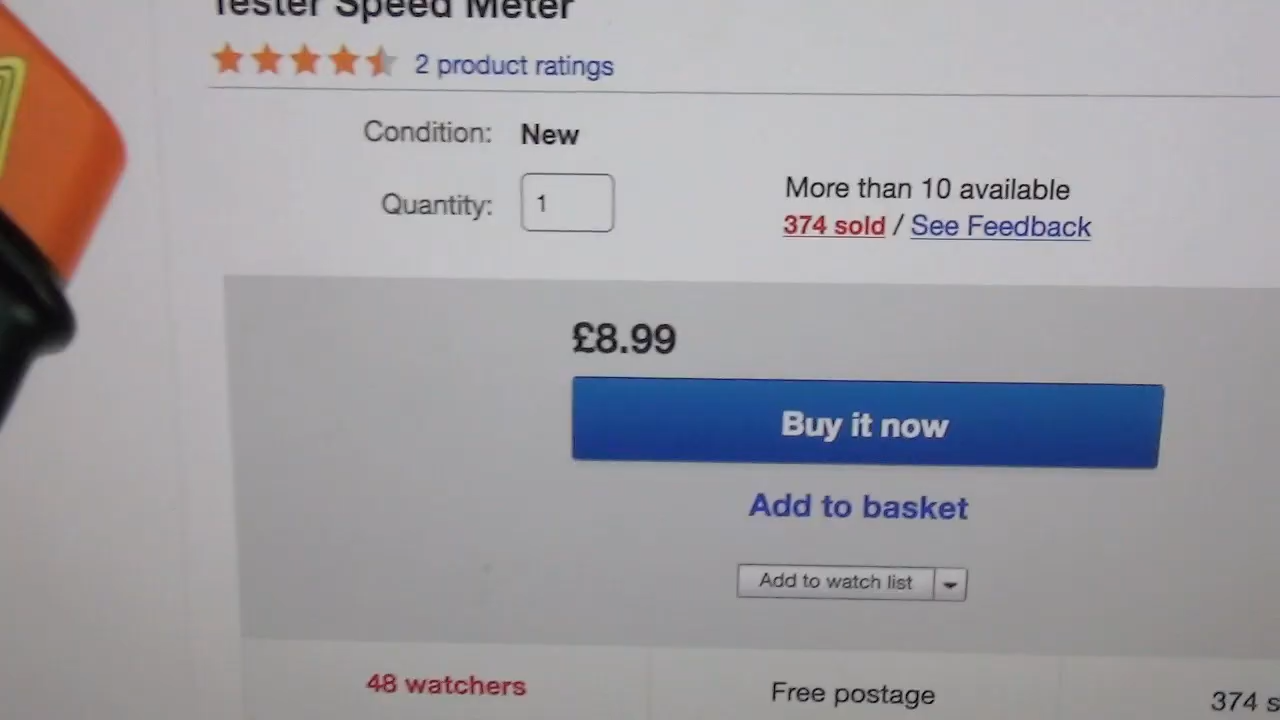 Tester Speed Meter
2 product ratings
Condition: New
Quantity: 1
More than 10 available
374 sold / See Feedback
£8.99
Buy it now
Add to basket
Add to watch list
48 watchers
Free postage
374 s